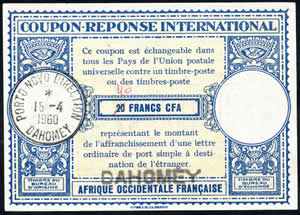 COUPON-REPONSE INTERNATIONAL
Ce coupon est échangeable dans
tous les Pays de l'Union postale
universelle contre un timbre-poste
ou des timbres-poste
40
20 FRANCS CFA
PORTO-NOVO DIRECTION
*
15-4
1960
DAHOMEY
représentant le montant
de l'affranchissement d'une lettre
ordinaire de port simple à desti-
nation de l'étranger.
DAHOMEY
TIMBRE DU
BUREAU
D'ORIGINE
TIMBRE DU
BUREAU
D'ÉCHANGE
AFRIQUE OCCIDENTALE FRANÇAISE